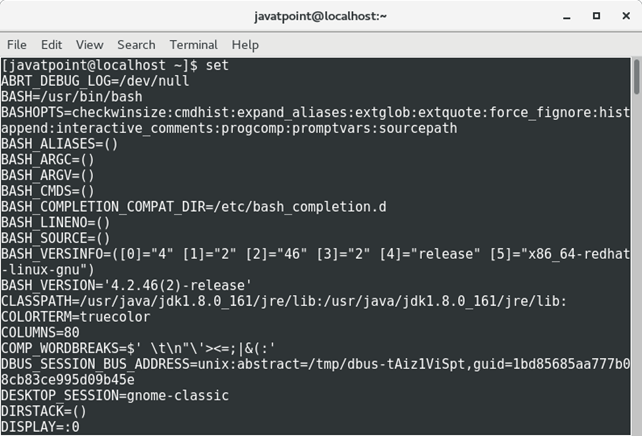 javatpoint@localhost:~
File Edit View Search Terminal Help
[javatpoint@localhost ~]$ set
ABRT_DEBUG_LOG=/dev/null
BASH=/usr/bin/bash
BASHOPTS=checkwinsize:cmdhist:expand_aliases:extglob:extquote:force_fignore:hist
append:interactive_comments:progcomp:promptvars:sourcepath
BASH_ALIASES=()
BASH_ARGC=()
BASH_ARGV=()
BASH_CMDS=()
BASH_COMPLETION_COMPAT_DIR=/etc/bash_completion.d
BASH_LINENO=()
BASH_SOURCE=()
BASH_VERSINFO=([0]="4" [1]="2" [2]="46" [3]="2" [4]="release" [5]="x86_64-redhat
-linux-gnu")
BASH_VERSION='4.2.46(2)-release'
CLASSPATH=/usr/java/jdk1.8.0_161/jre/lib:/usr/java/jdk1.8.0_161/jre/lib:
COLORTERM=truecolor
COLUMNS=80
COMP_WORDBREAKS=$' \t\n"\'><=;|&(:'
DBUS_SESSION_BUS_ADDRESS=unix:abstract=/tmp/dbus-tAiz1ViSpt,guid=1bd85685aa777b0
8cb83ce995d09b45e
DESKTOP_SESSION=gnome-classic
DIRSTACK=()
DISPLAY=:0